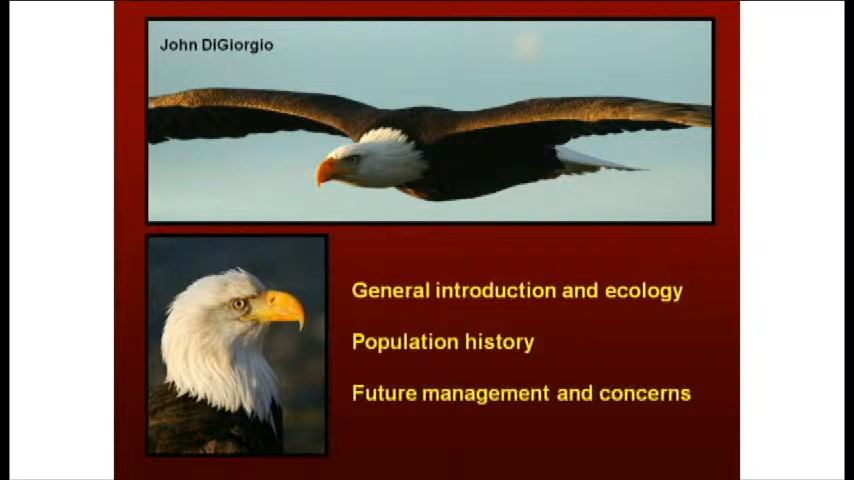 John DiGiorgio
General introduction and ecology
Population history
Future management and concerns